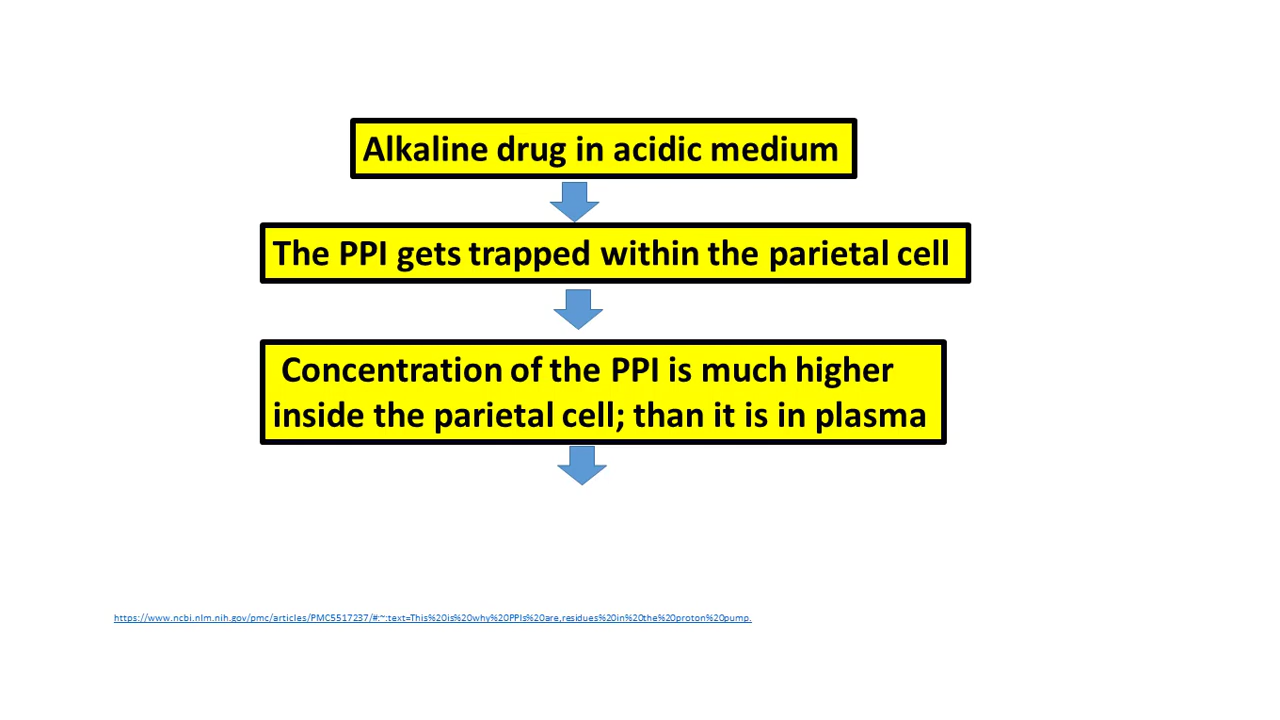 Alkaline drug in acidic medium
The PPI gets trapped within the parietal cell
Concentration of the PPI is much higher
inside the parietal cell; than it is in plasma
https://www.ncbi.nlm.nih.gov/pmc/articles/PMC5517237/#:~:text=This%20is%20why%20PPIs%20are,residues%20in%20the%20proton%20pump.